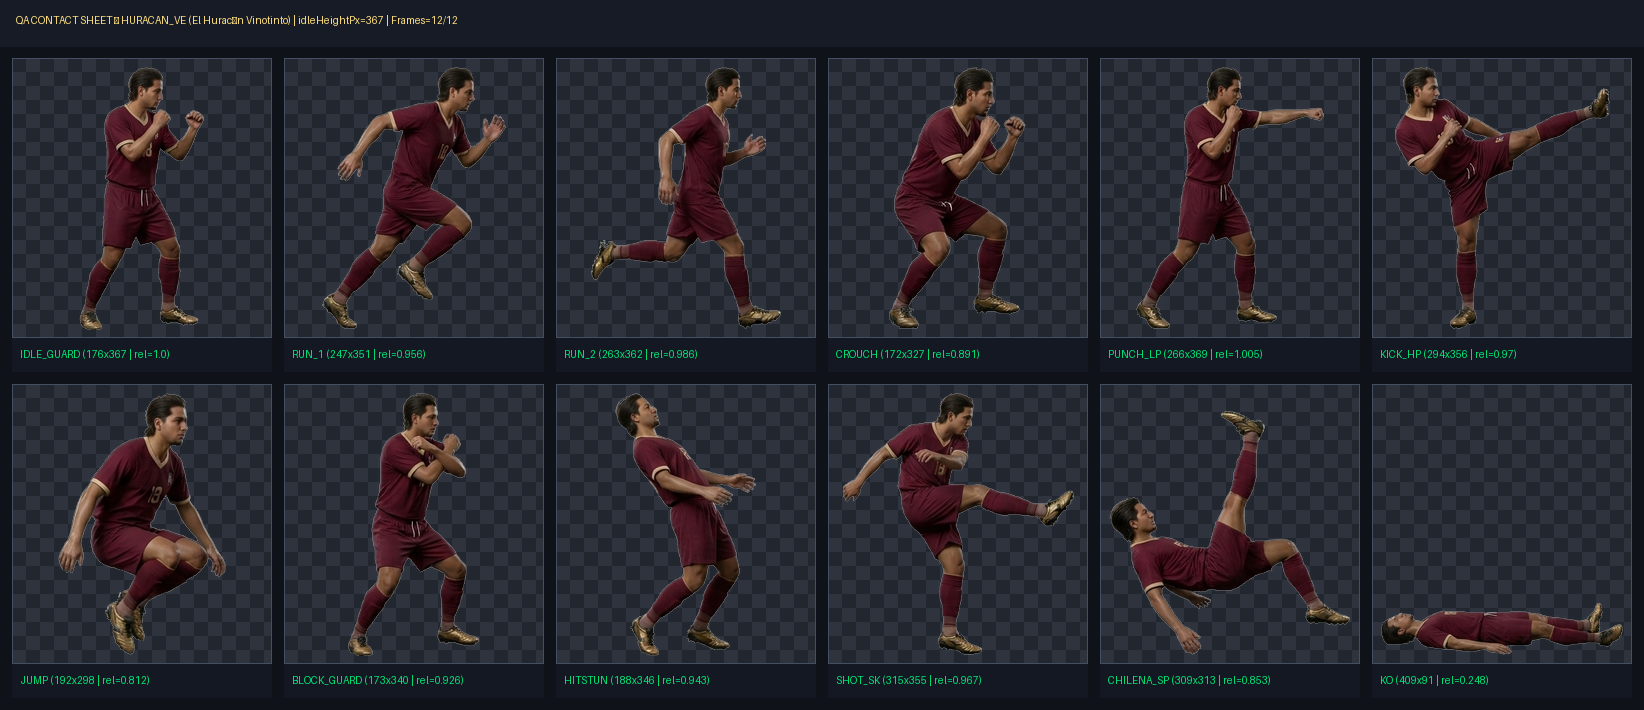 QA CONTACT SHEET □ HURACAN_VE (El Hurac□n Vinotinto) | idleHeightPx=367 | Frames=12/12
IDLE_GUARD (176x367 | rel=1.0)
RUN_1 (247x351 | rel=0.956)
RUN_2 (263x362 | rel=0.986)
CROUCH (172x327 | rel=0.891)
PUNCH_LP (266x369 | rel=1.005)
KICK_HP (294x356 | rel=0.97)
13
JUMP (192x298 | rel=0.812)
BLOCK_GUARD (173x340 | rel=0.926)
HITSTUN (188x346 | rel=0.943)
SHOT_SK (315x355 | rel=0.967)
CHILENA_SP (309x313 | rel=0.853)
KO (409x91 | rel=0.248)